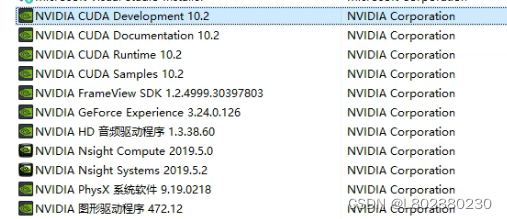 NVIDIA CUDA Development 10.2 NVIDIA Corporation
NVIDIA CUDA Documentation 10.2 NVIDIA Corporation
NVIDIA CUDA Runtime 10.2 NVIDIA Corporation
NVIDIA CUDA Samples 10.2 NVIDIA Corporation
NVIDIA FrameView SDK 1.2.4999.30397803 NVIDIA Corporation
NVIDIA GeForce Experience 3.24.0.126 NVIDIA Corporation
NVIDIA HD 音频驱动程序 1.3.38.60 NVIDIA Corporation
NVIDIA Nsight Compute 2019.5.0 NVIDIA Corporation
NVIDIA Nsight Systems 2019.5.2 NVIDIA Corporation
NVIDIA PhysX 系统软件 9.19.0218 NVIDIA Corporation
CSDN @L802880230
NVIDIA 图形驱动程序 472.12 NVIDIA Corporation